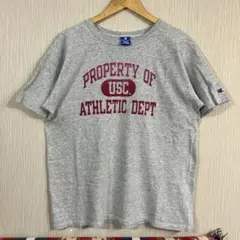 PROPERTY OF
USC.
ATHLETIC DEPT